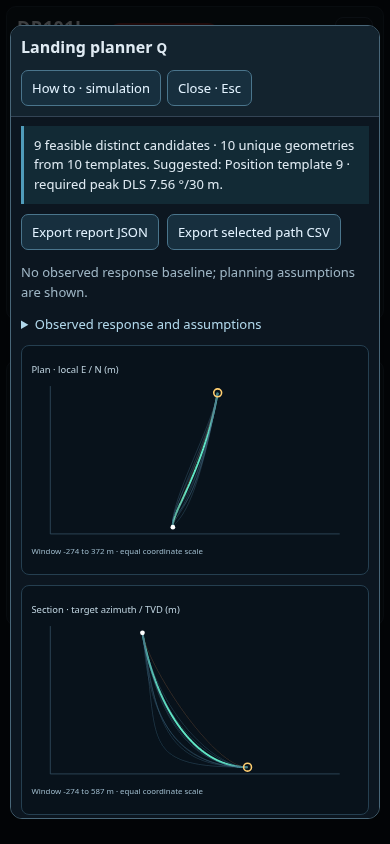 Landing planner Q
How to · simulation
Close · Esc
9 feasible distinct candidates · 10 unique geometries
from 10 templates. Suggested: Position template 9 ·
required peak DLS 7.56 °/30 m.
Export report JSON
Export selected path CSV
No observed response baseline; planning assumptions
are shown.
▶ Observed response and assumptions
Plan · local E / N (m)
Window -274 to 372 m · equal coordinate scale
Section · target azimuth / TVD (m)
Window -274 to 587 m · equal coordinate scale